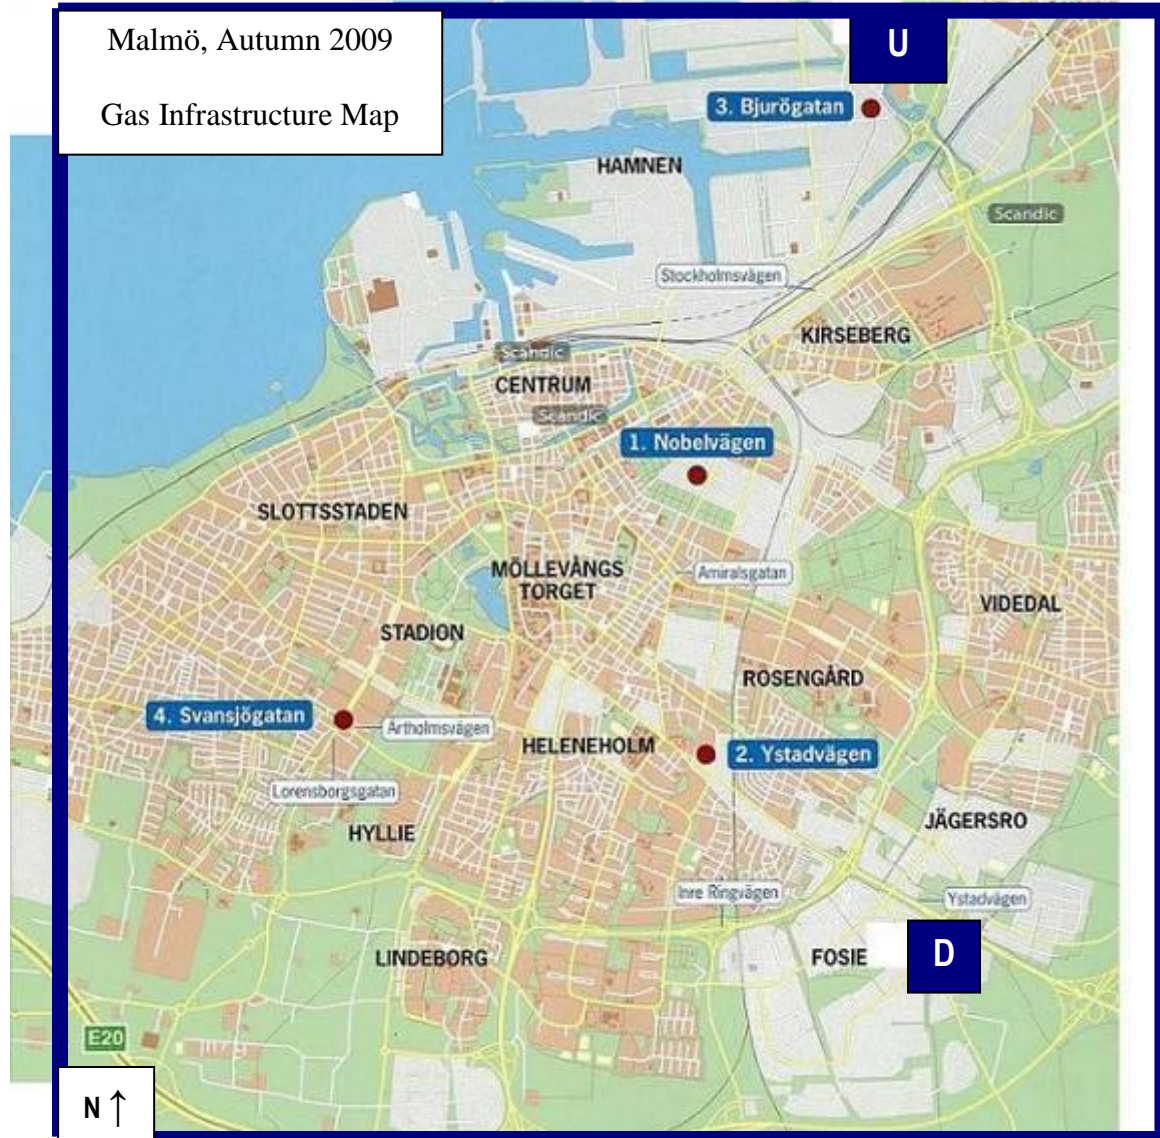 Malmö, Autumn 2009
Gas Infrastructure Map
U
3. Bjurögatan
HAMNEN
Scandic
Stockholmsvägen
KIRSEBERG
Scandic
CENTRUM
Scandic
1. Nobelvägen
SLOTTSSTADEN
MÖLLEVÅNGS
TORGET
Amiralsgatan
VIDEDAL
STADION
ROSENGÅRD
4. Svansjögatan
Artholmsvägen
HELENEHOLM
2. Ystadvägen
Lorensborgsgatan
HYLLIE
JÄGERSRO
Inre Ringvägen
Ystadvägen
LINDEBORG
FOSIE
D
E20
N ↑